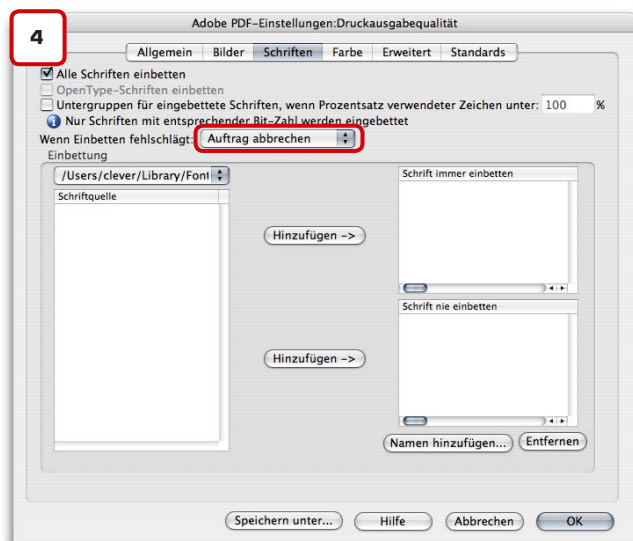 4
Adobe PDF-Einstellungen:Druckausgabequalität
Allgemein Bilder Schriften Farbe Erweitert Standards
Alle Schriften einbetten
OpenType-Schriften einbetten
Untergruppen für eingebettete Schriften, wenn Prozentsatz verwendeter Zeichen unter: 100 %
Nur Schriften mit entsprechender Bit-Zahl werden eingebettet
Wenn Einbetten fehlschlägt: Auftrag abbrechen
Einbettung
/Users/clever/Library/Font
Schriftquelle
Schrift immer einbetten
Hinzufügen ->
Schrift nie einbetten
Hinzufügen ->
Namen hinzufügen... Entfernen
Speichern unter... Hilfe Abbrechen OK